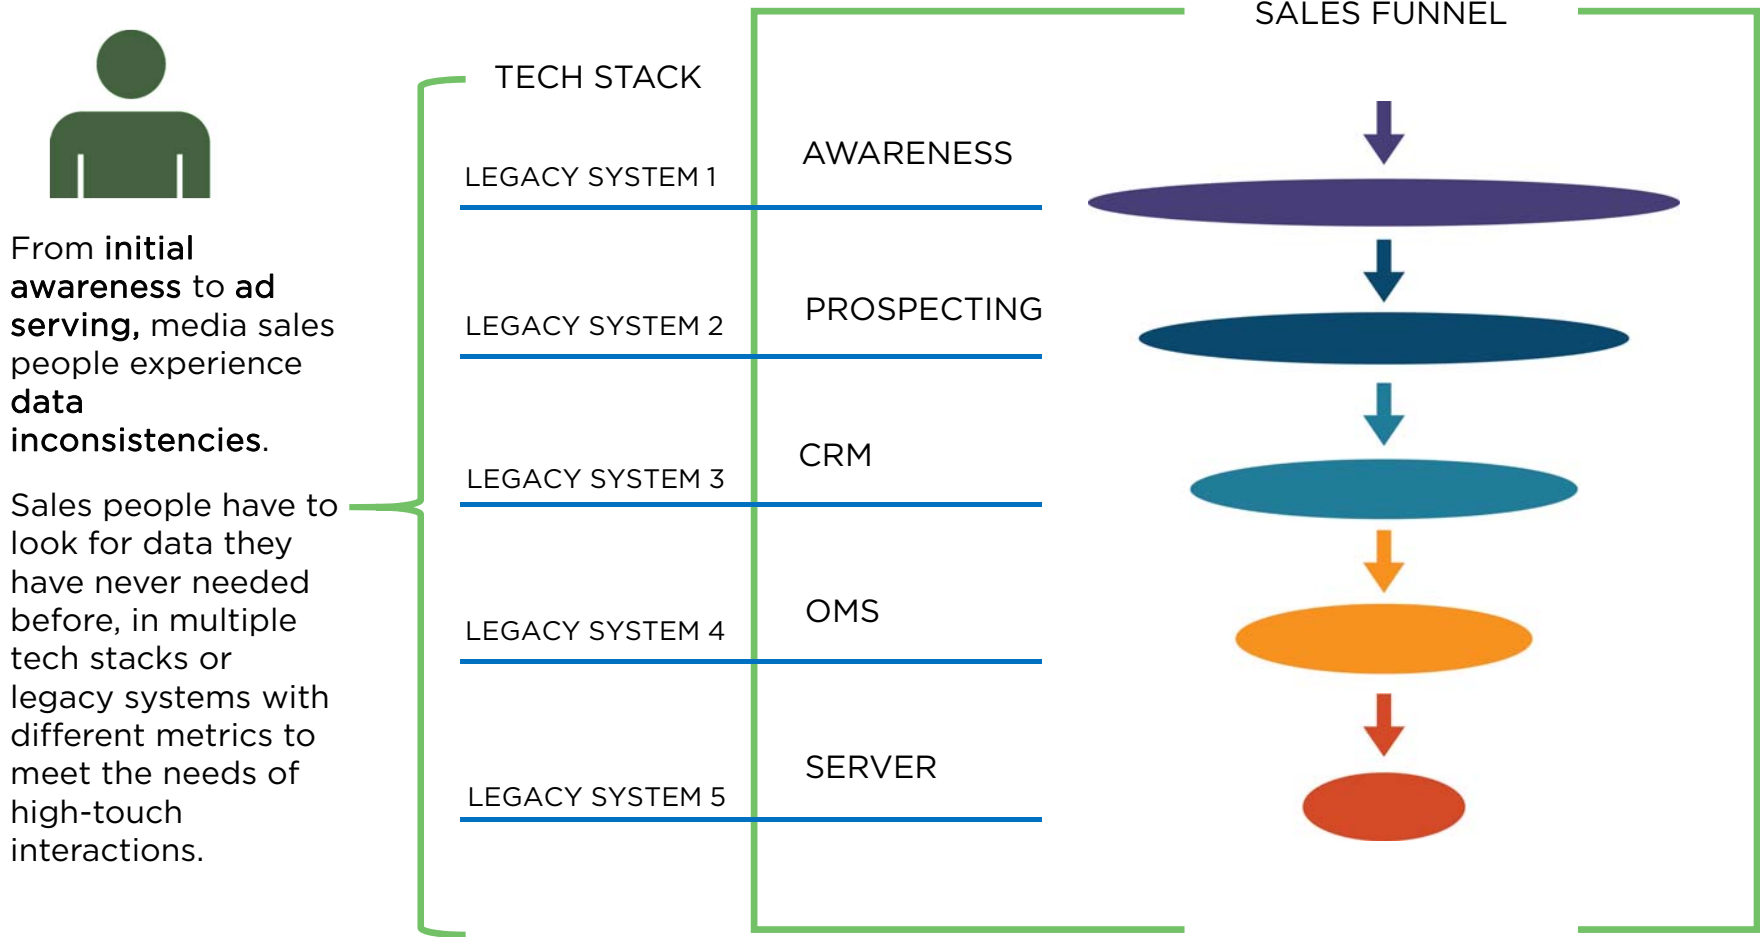 SALES FUNNEL
TECH STACK
From initial
awareness to ad
serving, media sales
people experience
data
inconsistencies.
Sales people have to
look for data they
have never needed
before, in multiple
tech stacks or
legacy systems with
different metrics to
meet the needs of
high-touch
interactions.
LEGACY SYSTEM 1
AWARENESS
LEGACY SYSTEM 2
PROSPECTING
LEGACY SYSTEM 3
CRM
LEGACY SYSTEM 4
OMS
LEGACY SYSTEM 5
SERVER